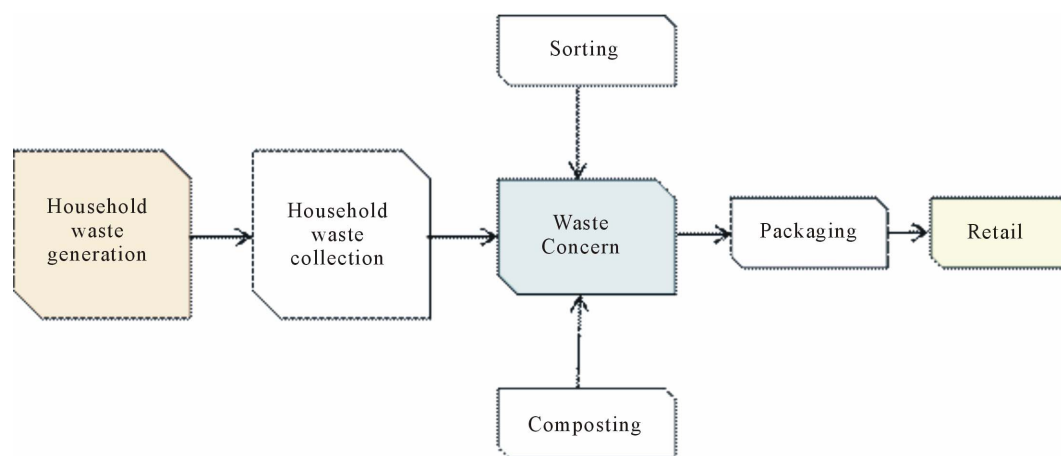 Sorting
Household
waste
generation
Household
waste
collection
Waste
Concern
Packaging
Retail
Composting